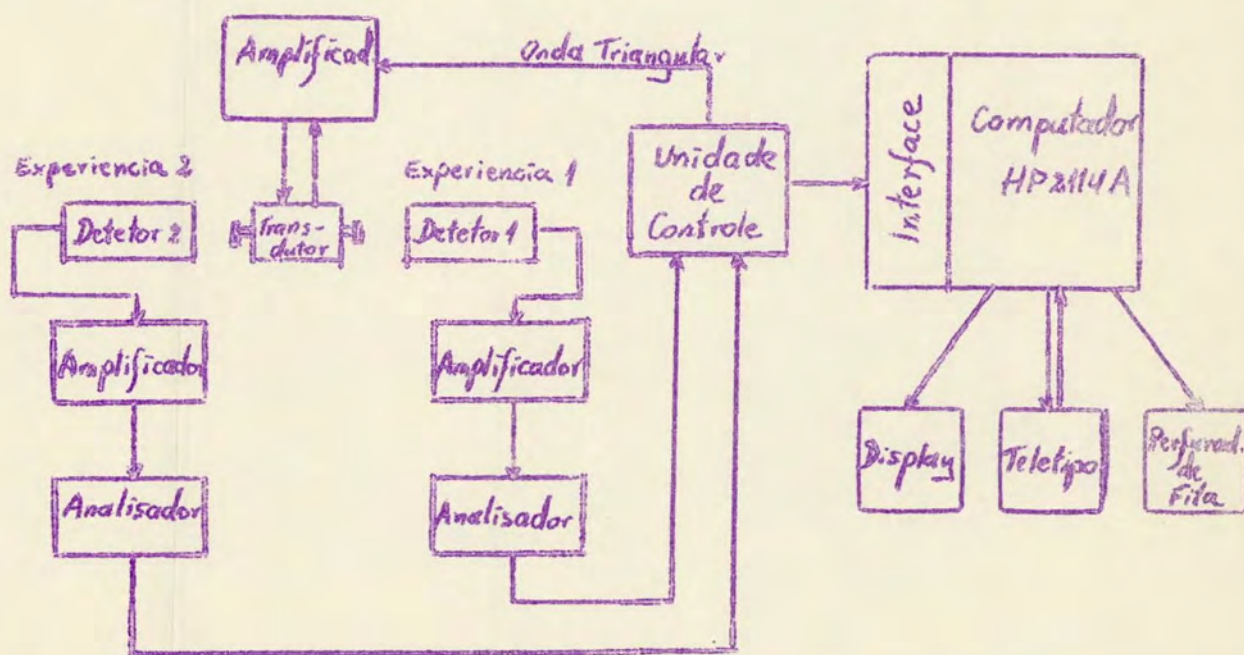 Amplificad.
Onda Triangular
Interface
Computador
HP2114A
Unidade
de
Controle
Experiencia 2
Experiencia 1
Detetor 2
Trans-
dutor
Detetor 1
Amplificador
Amplificador
Display
Teletipo
Perfurad.
de
Fita
Analisador
Analisador